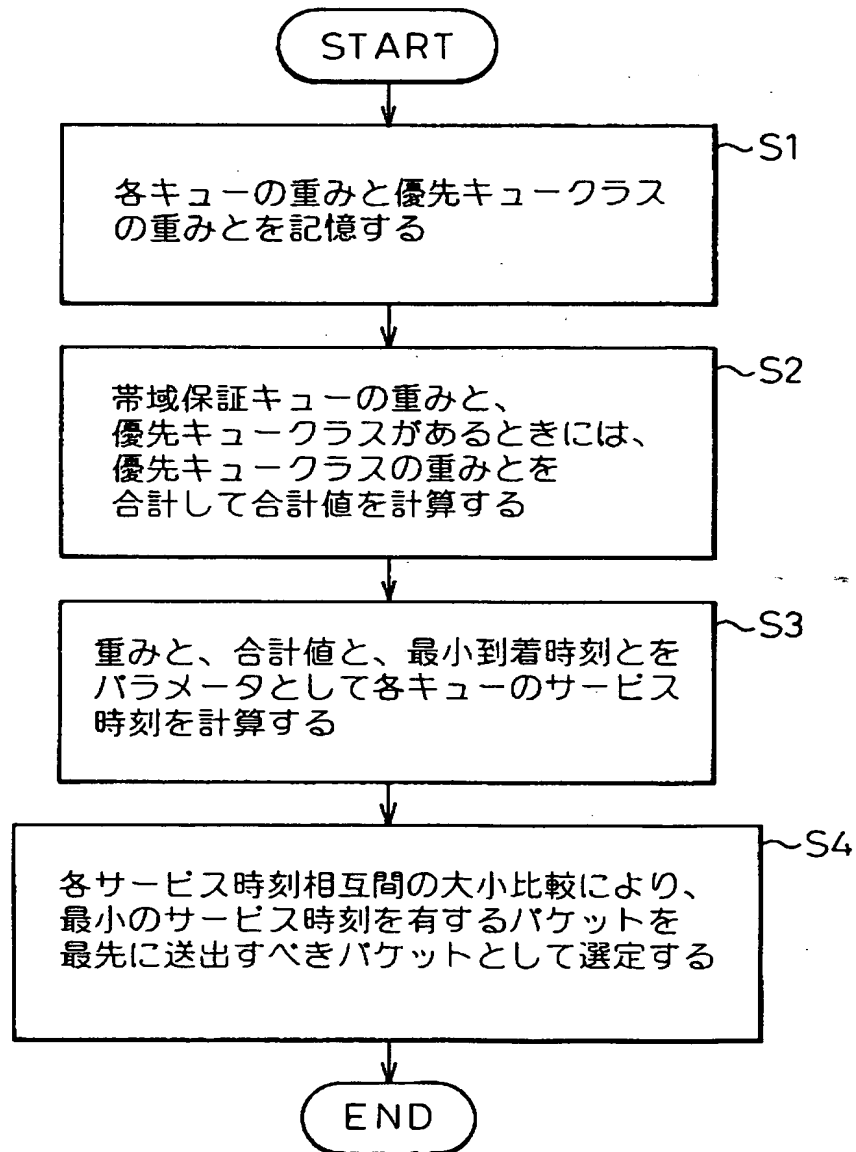 START
S1
各キューの重みと優先キュークラス
の重みとを記憶する
S2
帯域保証キューの重みと、
優先キュークラスがあるときには、
優先キュークラスの重みとを
合計して合計値を計算する
S3
重みと、合計値と、最小到着時刻とを
パラメータとして各キューのサービス
時刻を計算する
S4
各サービス時刻相互間の大小比較により、
最小のサービス時刻を有するパケットを
最先に送出すべきパケットとして選定する
END